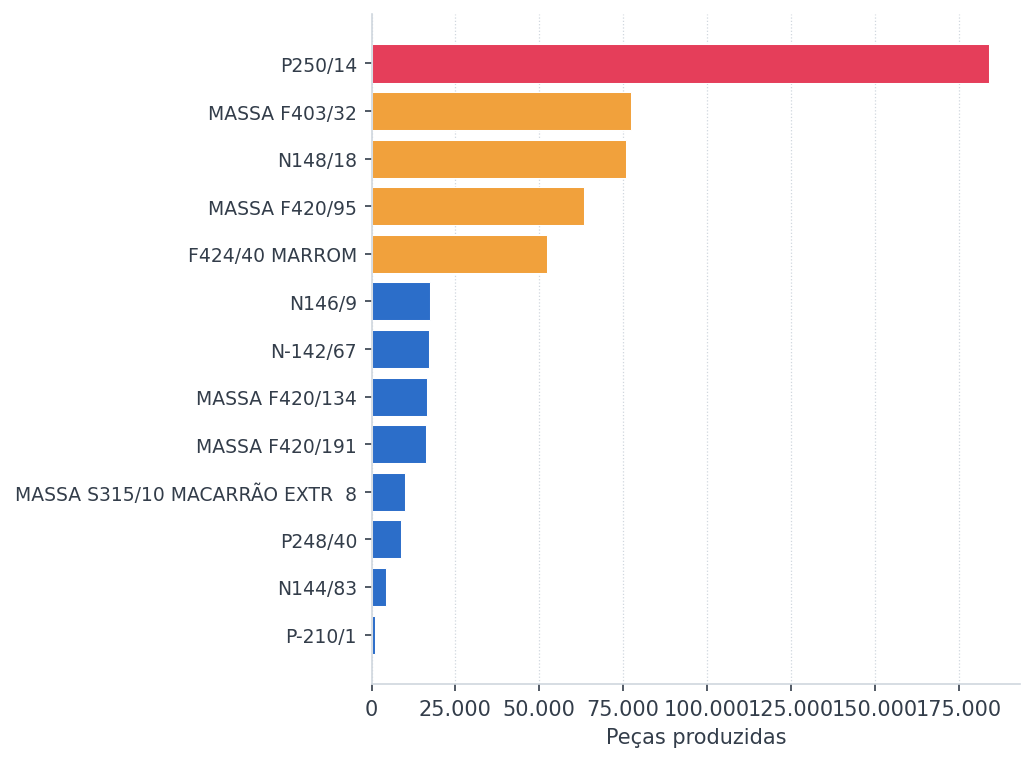 P250/14
MASSA F403/32
N148/18
MASSA F420/95
F424/40 MARROM
N146/9
N-142/67
MASSA F420/134
MASSA F420/191
MASSA S315/10 MACARRÃO EXTR  8
P248/40
N144/83
P-210/1
0 25.000 50.000 75.000 100.000 125.000 150.000 175.000
Peças produzidas